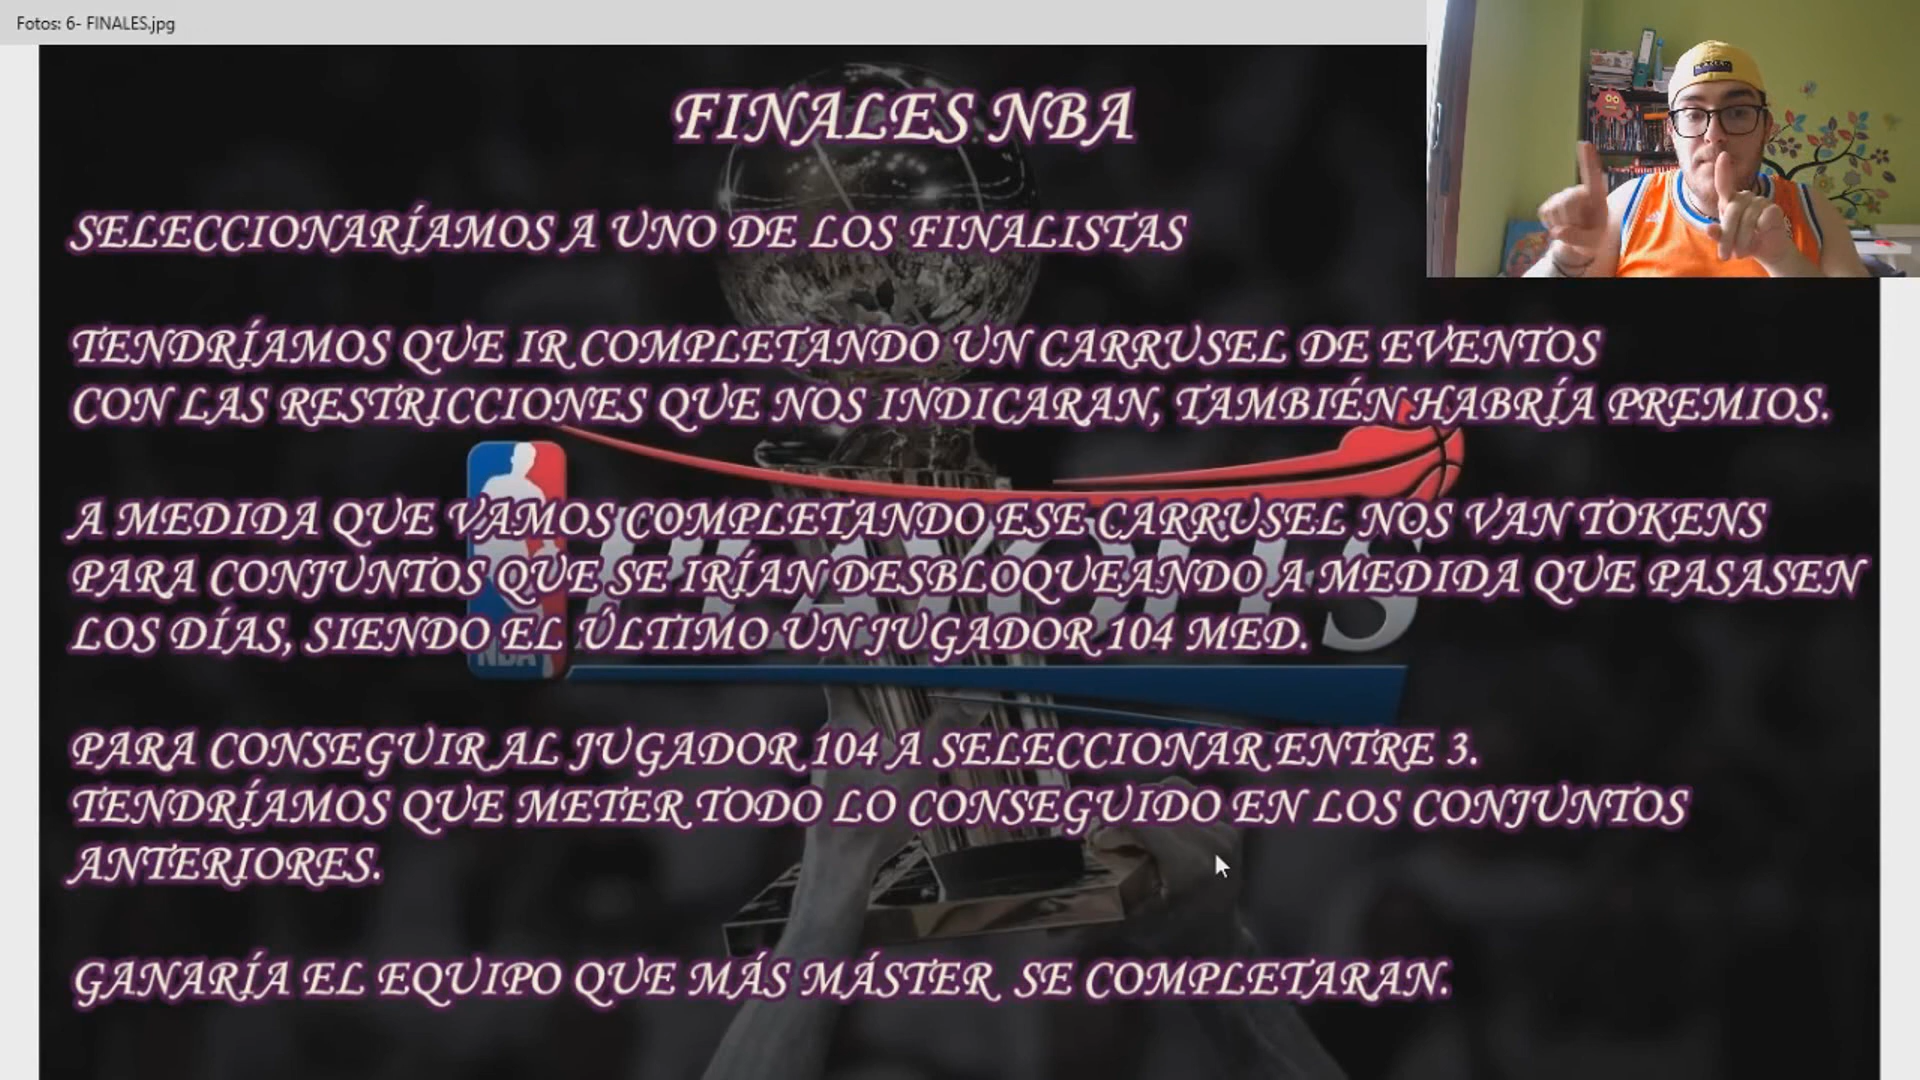 Fotos: 6- FINALES.jpg
FINALES NBA
SELECCIONARÍAMOS A UNO DE LOS FINALISTAS
TENDRÍAMOS QUE IR COMPLETANDO UN CARRUSEL DE EVENTOS
CON LAS RESTRICCIONES QUE NOS INDICARAN, TAMBIÉN HABRÍA PREMIOS.
A MEDIDA QUE VAMOS COMPLETANDO ESE CARRUSEL NOS VAN TOKENS
PARA CONJUNTOS QUE SE IRÍAN DESBLOQUEANDO A MEDIDA QUE PASASEN
LOS DÍAS, SIENDO EL ÚLTIMO UN JUGADOR 104 MED.
PLAYOFFS
NBA
PARA CONSEGUIR AL JUGADOR 104 A SELECCIONAR ENTRE 3.
TENDRÍAMOS QUE METER TODO LO CONSEGUIDO EN LOS CONJUNTOS
ANTERIORES.
GANARÍA EL EQUIPO QUE MÁS MÁSTER SE COMPLETARAN.